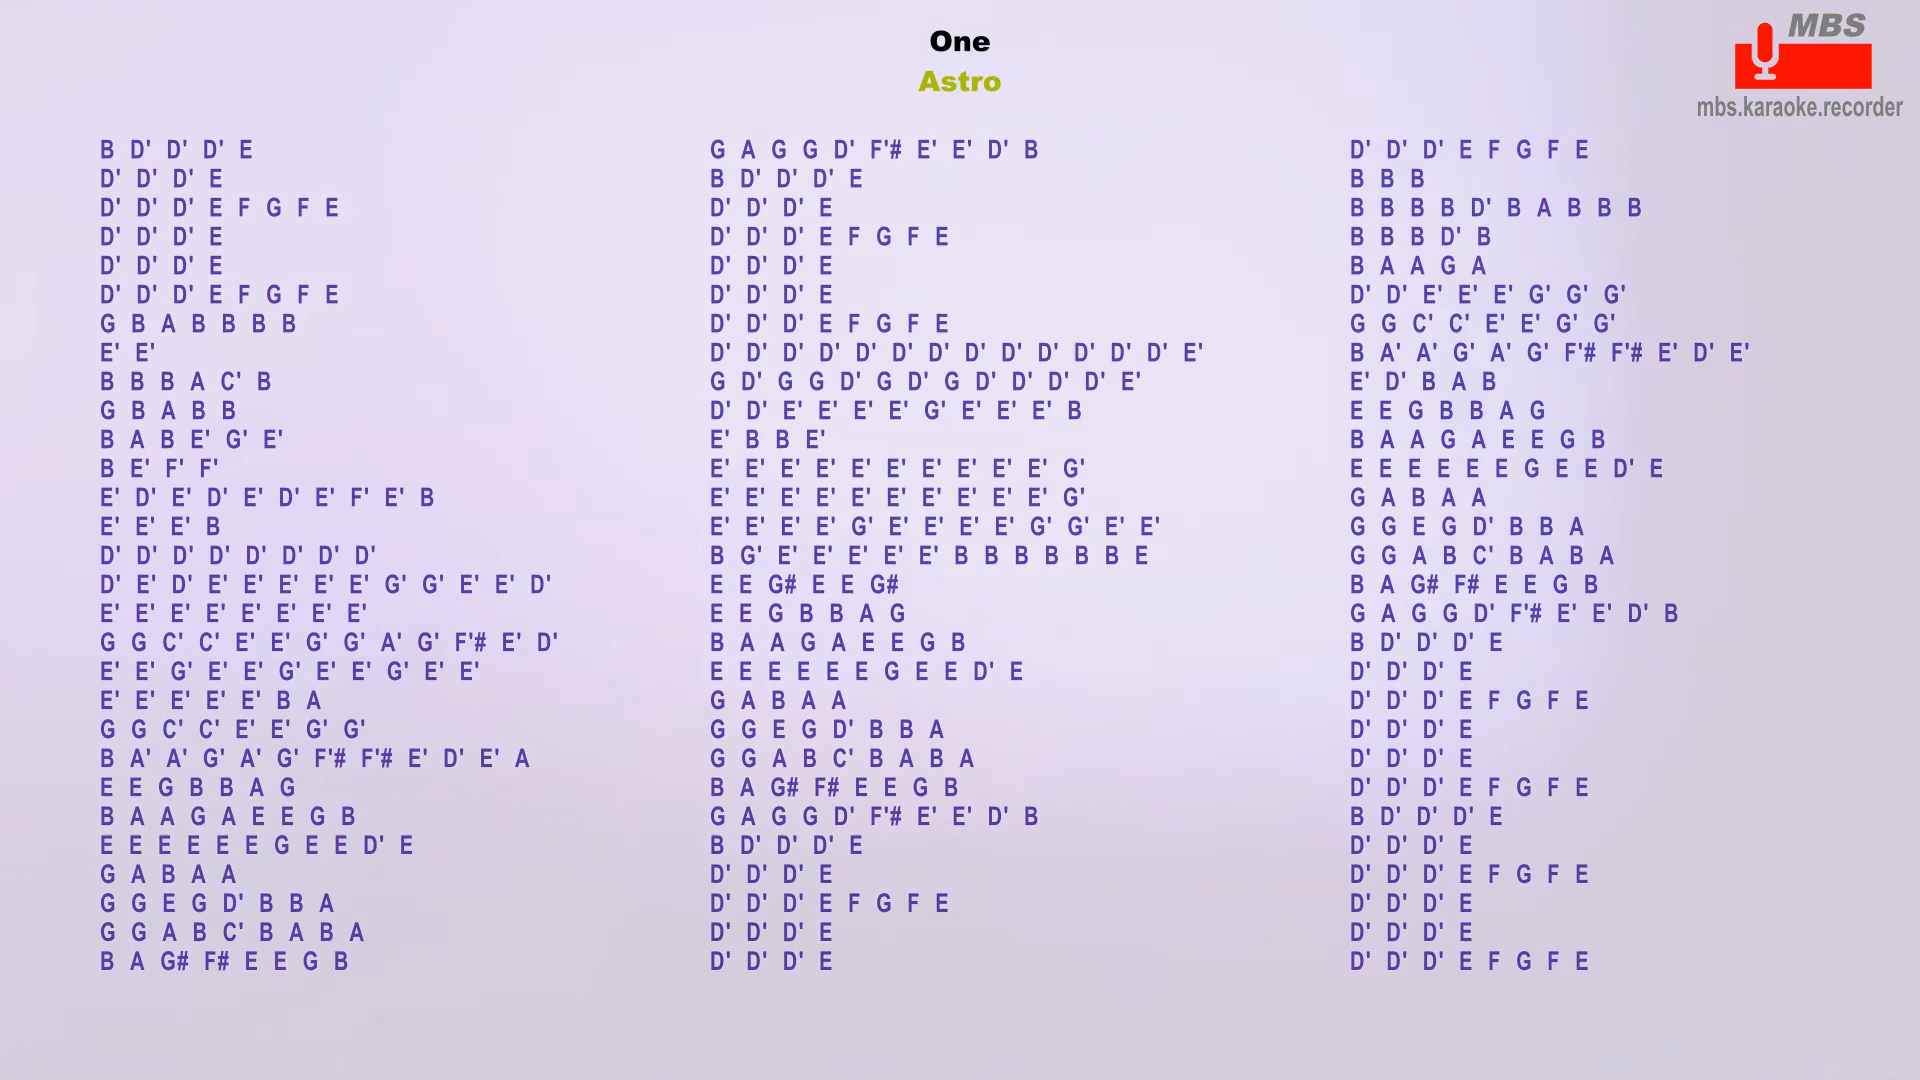 One
Astro
MBS
mbs.karaoke.recorder
B D' D' D' E
D' D' D' E
D' D' D' E F G F E
D' D' D' E
D' D' D' E
D' D' D' E F G F E
G B A B B B B
E' E'
B B B A C' B
G B A B B
B A B E' G' E'
B E' F' F'
E' D' E' D' E' D' E' F' E' B
E' E' E' B
D' D' D' D' D' D' D' D'
D' E' D' E' E' E' E' E' G' G' E' E' D'
E' E' E' E' E' E' E' E'
G G C' C' E' E' G' G' A' G' F'# E' D'
E' E' G' E' E' G' E' E' G' E' E'
E' E' E' E' E' B A
G G C' C' E' E' G' G'
B A' A' G' A' G' F'# F'# E' D' E' A
E E G B B A G
B A A G A E E G B
E E E E E E G E E D' E
G A B A A
G G E G D' B B A
G G A B C' B A B A
B A G# F# E E G B
G A G G D' F'# E' E' D' B
B D' D' D' E
D' D' D' E
D' D' D' E F G F E
D' D' D' E
D' D' D' E
D' D' D' E F G F E
D' D' D' D' D' D' D' D' D' D' D' D' D' E'
G D' G G D' G D' G D' D' D' D' E'
D' D' E' E' E' E' G' E' E' E' B
E' B B E'
E' E' E' E' E' E' E' E' E' E' G'
E' E' E' E' E' E' E' E' E' E' G'
E' E' E' E' G' E' E' E' E' G' G' E' E'
B G' E' E' E' E' E' B B B B B B E
E E G# E E G#
E E G B B A G
B A A G A E E G B
E E E E E E G E E D' E
G A B A A
G G E G D' B B A
G G A B C' B A B A
B A G# F# E E G B
G A G G D' F'# E' E' D' B
B D' D' D' E
D' D' D' E
D' D' D' E F G F E
D' D' D' E
D' D' D' E
D' D' D' E F G F E
B B B
B B B B D' B A B B B
B B B D' B
B A A G A
D' D' E' E' E' G' G' G'
G G C' C' E' E' G' G'
B A' A' G' A' G' F'# F'# E' D' E'
E' D' B A B
E E G B B A G
B A A G A E E G B
E E E E E E G E E D' E
G A B A A
G G E G D' B B A
G G A B C' B A B A
B A G# F# E E G B
G A G G D' F'# E' E' D' B
B D' D' D' E
D' D' D' E
D' D' D' E F G F E
D' D' D' E
D' D' D' E
D' D' D' E F G F E
B D' D' D' E
D' D' D' E
D' D' D' E F G F E
D' D' D' E
D' D' D' E
D' D' D' E F G F E